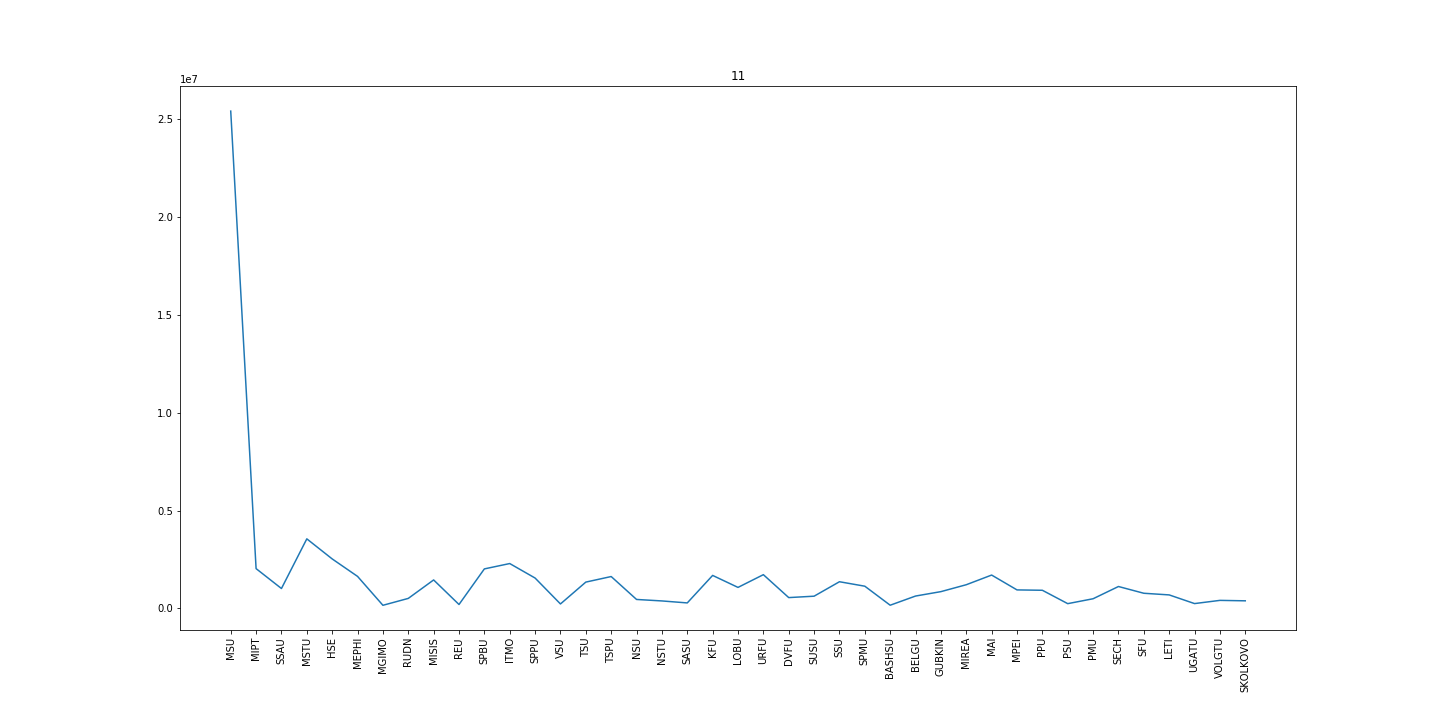 11
1e7
2.5
2.0
1.5
1.0
0.5
0.0
MSU
MIPT
SSAU
MSTU
HSE
MEPHI
MGIMO
RUDN
MISIS
REU
SPBU
ITMO
SPPU
VSU
TSU
TSPU
NSU
NSTU
SASU
KFU
LOBU
URFU
DVFU
SUSU
SSU
SPMU
BASHSU
BELGU
GUBKIN
MIREA
MAI
MPEI
PPU
PSU
PMU
SECH
SFU
LETI
UGATU
VOLGTU
SKOLKOVO